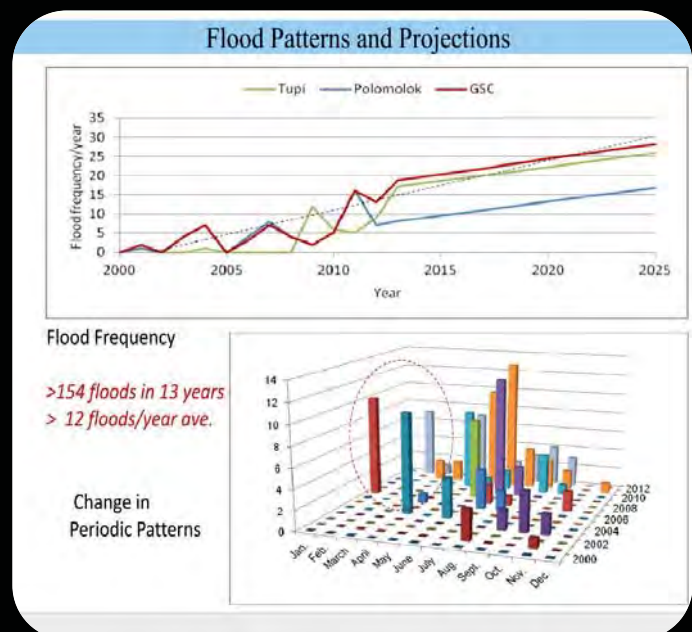 Flood Patterns and Projections
Tupi Polomolok GSC
35
30
25
20
15
10
5
0
Flood frequency/year
2000 2005 2010 2015 2020 2025
Year
Flood Frequency
>154 floods in 13 years
> 12 floods/year ave.
Change in
Periodic Patterns
14
12
10
8
6
4
2
0
Jan. Feb. March April May June July Aug. Sept. Oct. Nov. Dec.
2012
2010
2008
2006
2004
2002
2000